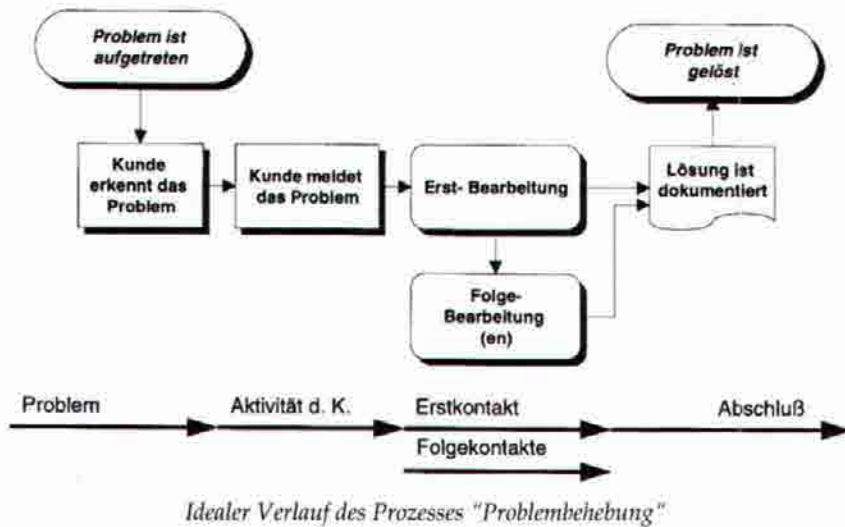 Problem ist
aufgetreten
Problem ist
gelöst
Kunde
erkennt das
Problem
Kunde meldet
das Problem
Erst- Bearbeitung
Lösung ist
dokumentiert
Folge-
Bearbeitung
(en)
Problem
Aktivität d. K.
Erstkontakt
Abschluß
Folgekontakte
Idealer Verlauf des Prozesses "Problembehebung"